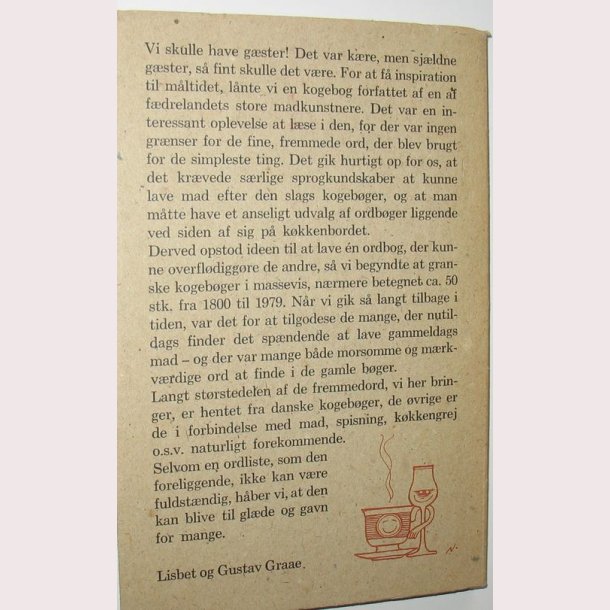 Vi skulle have gæster! Det var kære, men sjældne
gæster, så fint skulle det være. For at få inspiration
til måltidet, lånte vi en kogebog forfattet af en af
fædrelandets store madkunstnere. Det var en in-
teressant oplevelse at læse i den, for der var ingen
grænser for de fine, fremmede ord, der blev brugt
for de simpleste ting. Det gik hurtigt op for os, at
det krævede særlige sprogkundskaber at kunne
lave mad efter den slags kogebøger, og at man
måtte have et anseligt udvalg af ordbøger liggende
ved siden af sig på køkkenbordet.
Derved opstod ideen til at lave én ordbog, der kun-
ne overflødiggøre de andre, så vi begyndte at gran-
ske kogebøger i massevis, nærmere betegnet ca. 50
stk. fra 1800 til 1979. Når vi gik så langt tilbage i
tiden, var det for at tilgodese de mange, der nutil-
dags finder det spændende at lave gammeldags
mad – og der var mange både morsomme og mærk-
værdige ord at finde i de gamle bøger.
Langt størstedelen af de fremmedord, vi her brin-
ger, er hentet fra danske kogebøger, de øvrige er
de i forbindelse med mad, spisning, køkkengrej
o.s.v. naturligt forekommende.
Selvom en ordliste, som den
foreliggende, ikke kan være
fuldstændig, håber vi, at den
kan blive til glæde og gavn
for mange.
N-
Lisbet og Gustav Graae.